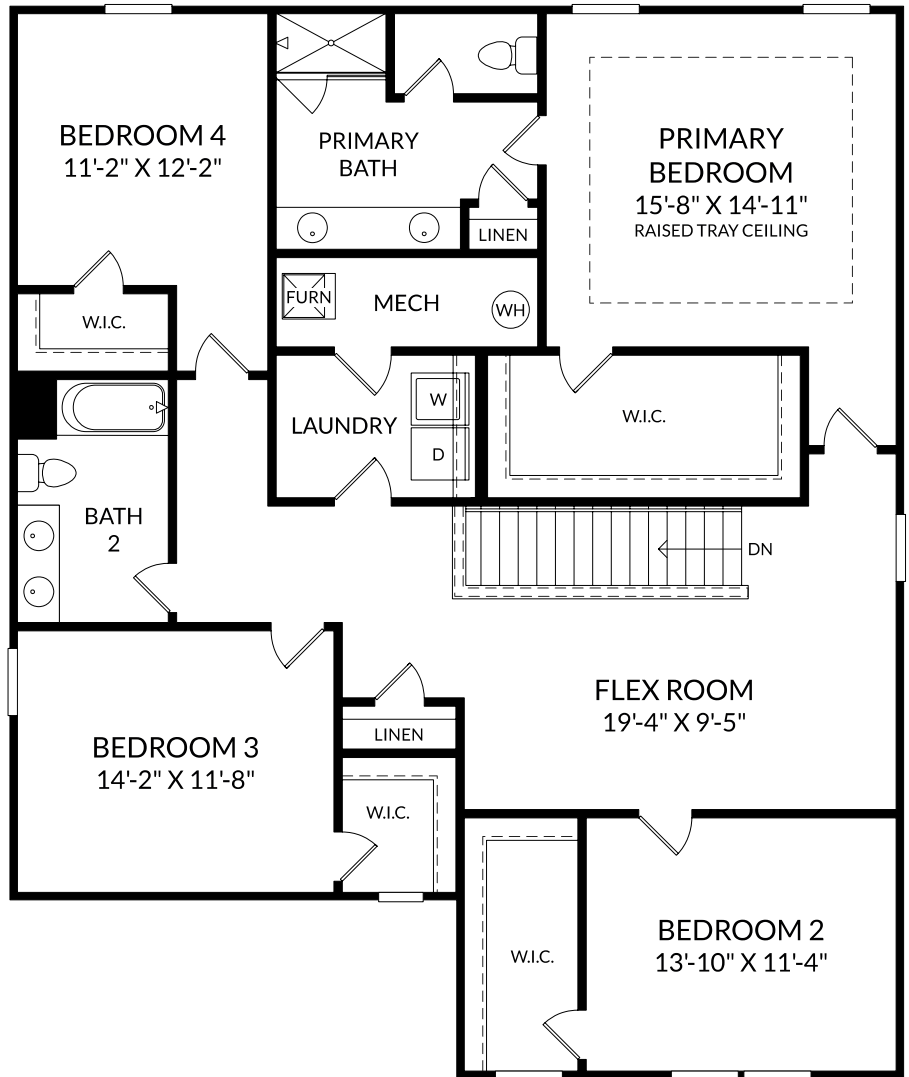 BEDROOM 4
11'-2" X 12'-2"
PRIMARY
BATH
PRIMARY
BEDROOM
15'-8" X 14'-11"
RAISED TRAY CEILING
LINEN
FURN
MECH
WH
W.I.C.
W
LAUNDRY
D
W.I.C.
BATH
2
DN
FLEX ROOM
19'-4" X 9'-5"
LINEN
BEDROOM 3
14'-2" X 11'-8"
W.I.C.
BEDROOM 2
13'-10" X 11'-4"
W.I.C.